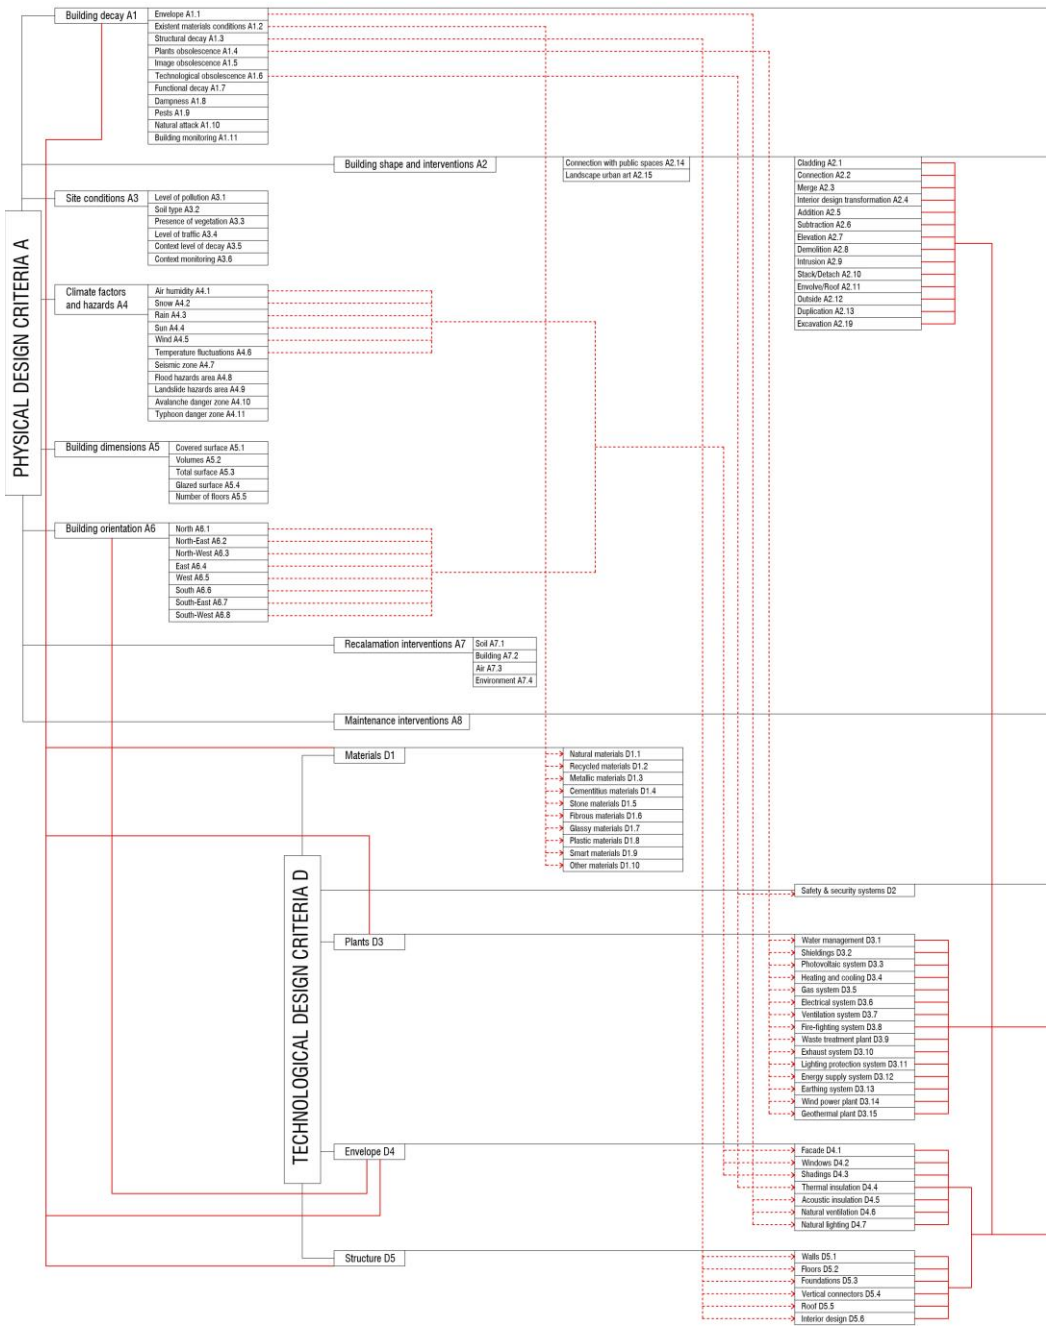 PHYSICAL DESIGN CRITERIA A
Building decay A1
Envelope A1.1
Existent materials conditions A1.2
Structural decay A1.3
Plants obsolescence A1.4
Image obsolescence A1.5
Technological obsolescence A1.6
Functional decay A1.7
Dampness A1.8
Pests A1.9
Natural attack A1.10
Building monitoring A1.11
Building shape and interventions A2
Connection with public spaces A2.14
Landscape urban art A2.15
Cladding A2.1
Connection A2.2
Merge A2.3
Interior design transformation A2.4
Addition A2.5
Subtraction A2.6
Elevation A2.7
Demolition A2.8
Intrusion A2.9
Stack/Detach A2.10
Envolve/Roof A2.11
Outside A2.12
Duplication A2.13
Excavation A2.19
Site conditions A3
Level of pollution A3.1
Soil type A3.2
Presence of vegetation A3.3
Level of traffic A3.4
Context level of decay A3.5
Context monitoring A3.6
Climate factors
and hazards A4
Air humidity A4.1
Snow A4.2
Rain A4.3
Sun A4.4
Wind A4.5
Temperature fluctuations A4.6
Seismic zone A4.7
Flood hazards area A4.8
Landslide hazards area A4.9
Avalanche danger zone A4.10
Typhoon danger zone A4.11
Building dimensions A5
Covered surface A5.1
Volumes A5.2
Total surface A5.3
Glazed surface A5.4
Number of floors A5.5
Building orientation A6
North A6.1
North-East A6.2
North-West A6.3
East A6.4
West A6.5
South A6.6
South-East A6.7
South-West A6.8
Recalamation interventions A7
Soil A7.1
Building A7.2
Air A7.3
Environment A7.4
Maintenance interventions A8
TECHNOLOGICAL DESIGN CRITERIA D
Materials D1
Natural materials D1.1
Recycled materials D1.2
Metallic materials D1.3
Cementitius materials D1.4
Stone materials D1.5
Fibrous materials D1.6
Glassy materials D1.7
Plastic materials D1.8
Smart materials D1.9
Other materials D1.10
Safety & security systems D2
Plants D3
Water management D3.1
Shieldings D3.2
Photovoltaic system D3.3
Heating and cooling D3.4
Gas system D3.5
Electrical system D3.6
Ventilation system D3.7
Fire-fighting system D3.8
Waste treatment plant D3.9
Exhaust system D3.10
Lighting protection system D3.11
Energy supply system D3.12
Earthing system D3.13
Wind power plant D3.14
Geothermal plant D3.15
Envelope D4
Facade D4.1
Windows D4.2
Shadings D4.3
Thermal insulation D4.4
Acoustic insulation D4.5
Natural ventilation D4.6
Natural lighting D4.7
Structure D5
Walls D5.1
Floors D5.2
Foundations D5.3
Vertical connectors D5.4
Roof D5.5
Interior design D5.6